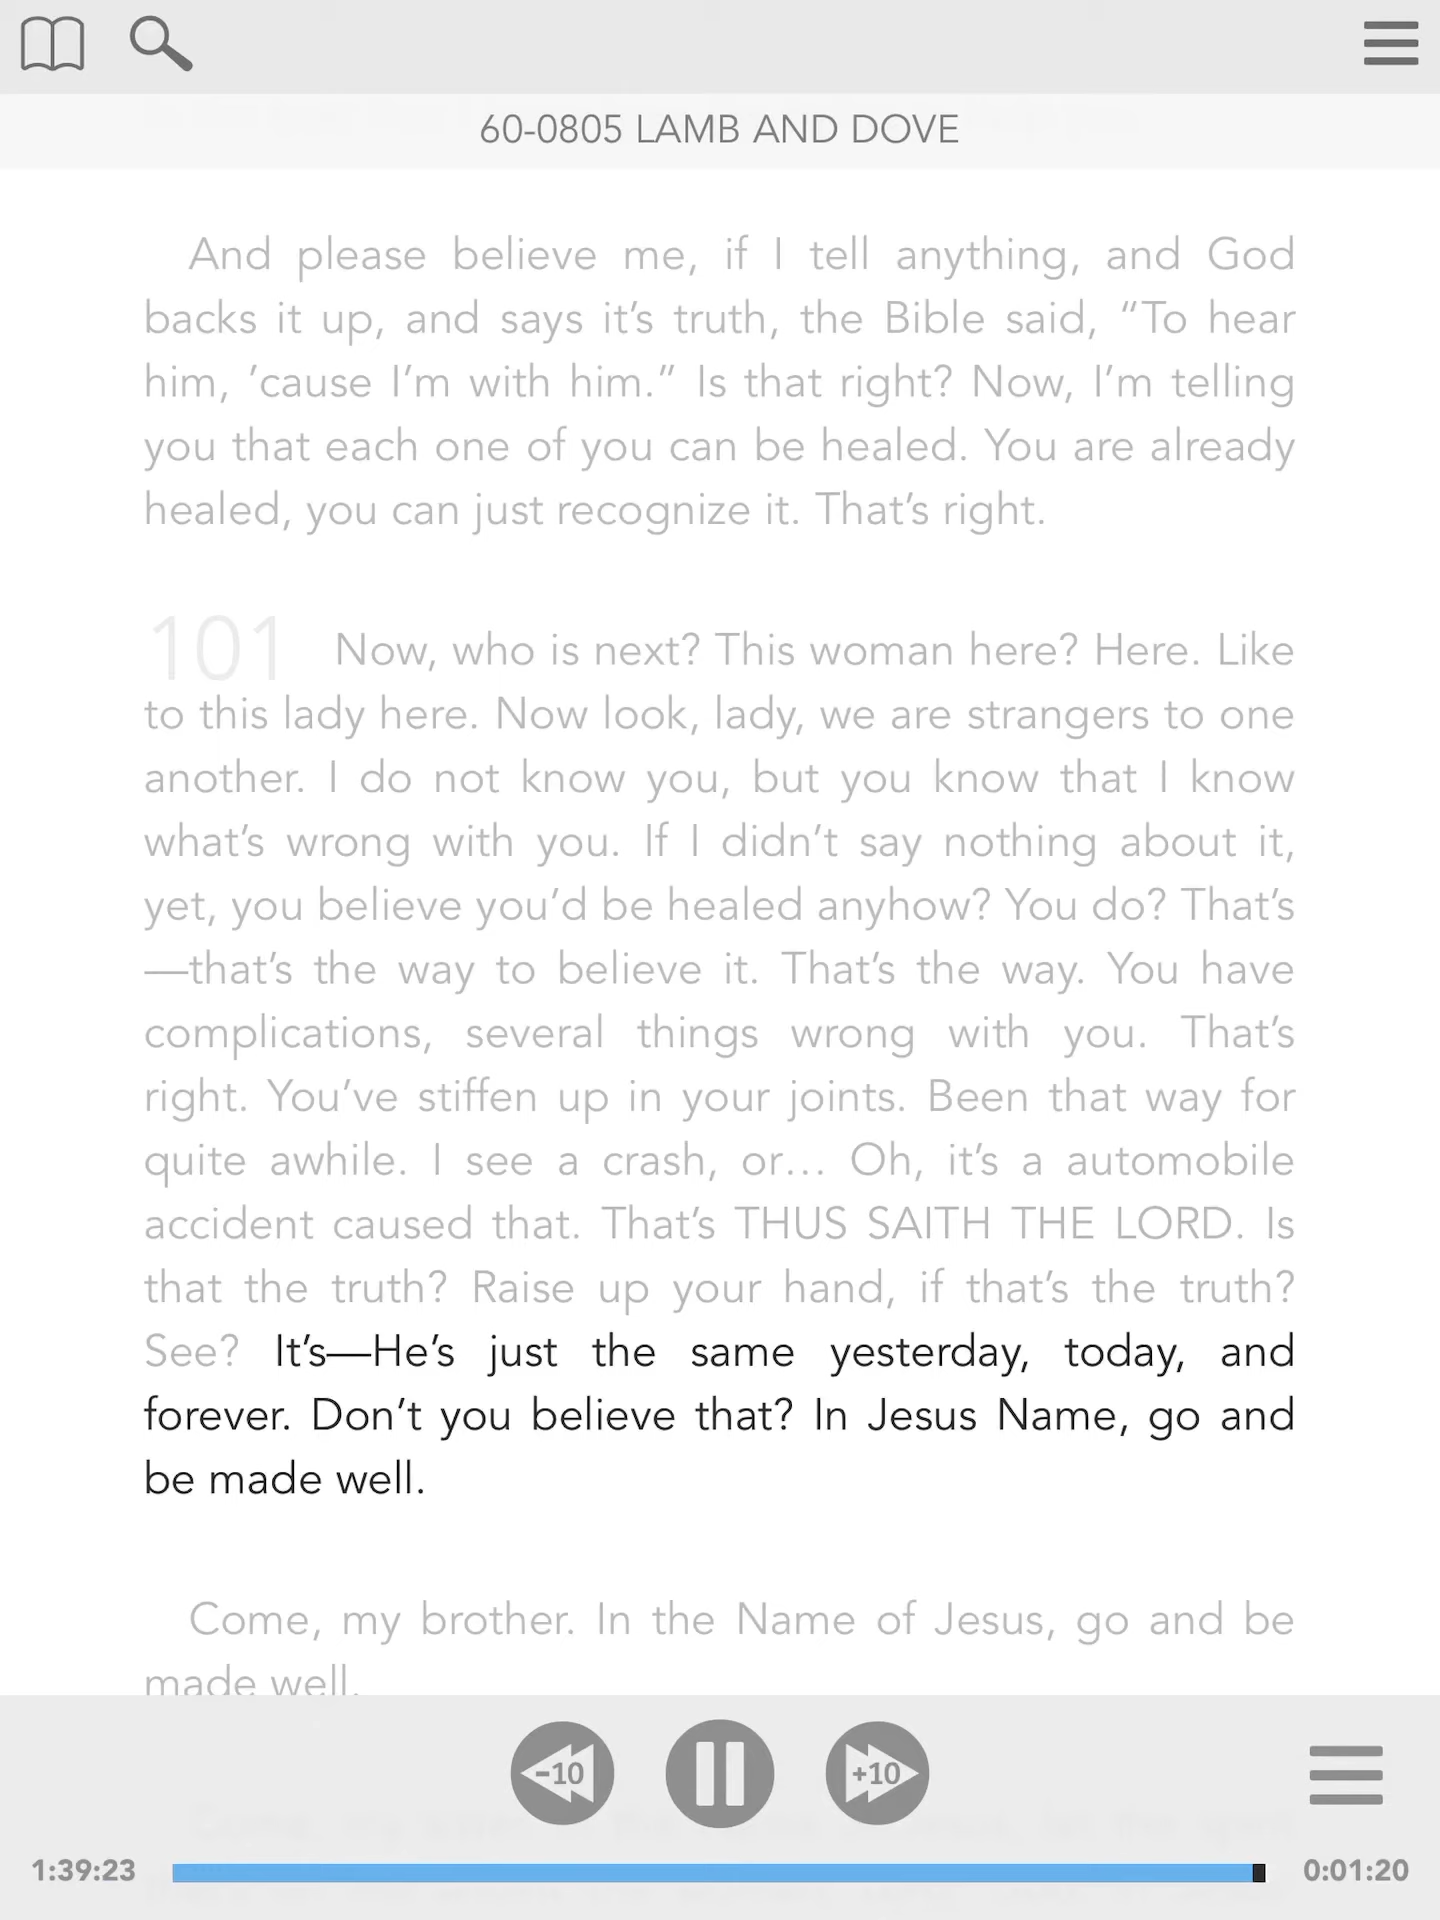 60-0805 LAMB AND DOVE
And please believe me, if I tell anything, and God
backs it up, and says it’s truth, the Bible said, “To hear
him, ’cause I’m with him.” Is that right? Now, I’m telling
you that each one of you can be healed. You are already
healed, you can just recognize it. That’s right.
101 Now, who is next? This woman here? Here. Like
to this lady here. Now look, lady, we are strangers to one
another. I do not know you, but you know that I know
what’s wrong with you. If I didn’t say nothing about it,
yet, you believe you’d be healed anyhow? You do? That’s
—that’s the way to believe it. That’s the way. You have
complications, several things wrong with you. That’s
right. You’ve stiffen up in your joints. Been that way for
quite awhile. I see a crash, or… Oh, it’s a automobile
accident caused that. That’s THUS SAITH THE LORD. Is
that the truth? Raise up your hand, if that’s the truth?
See? It’s—He’s just the same yesterday, today, and
forever. Don’t you believe that? In Jesus Name, go and
be made well.
Come, my brother. In the Name of Jesus, go and be
made well.
-10 +10
1:39:23 0:01:20